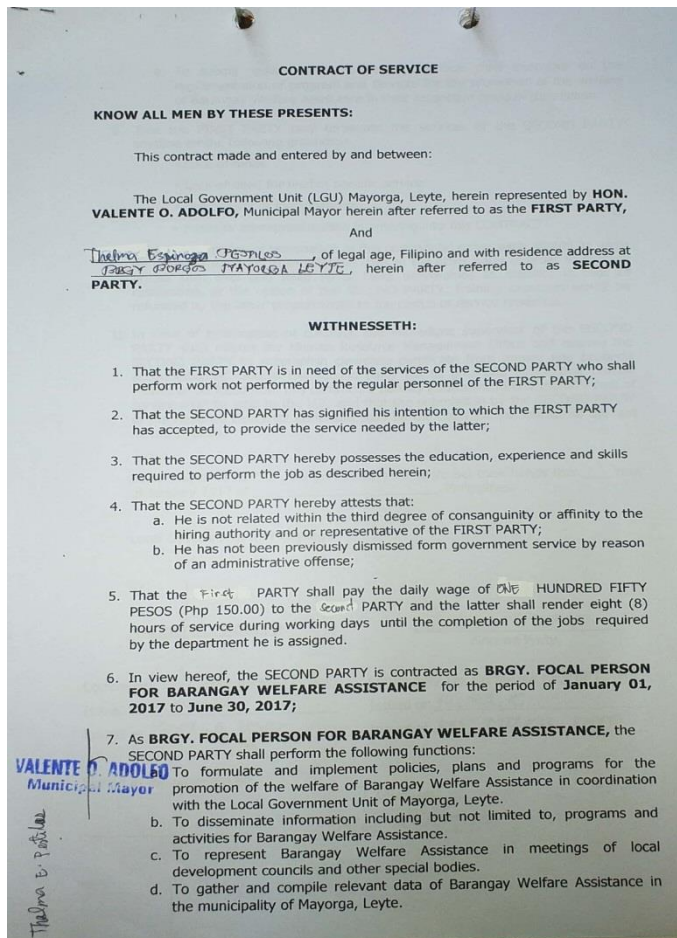 CONTRACT OF SERVICE
KNOW ALL MEN BY THESE PRESENTS:
This contract made and entered by and between:
The Local Government Unit (LGU) Mayorga, Leyte, herein represented by HON.
VALENTE O. ADOLFO, Municipal Mayor herein after referred to as the FIRST PARTY,
And
Thelma Espinoza PESTILOS, of legal age, Filipino and with residence address at
BRGY BURGOS MAYORGA LEYTE, herein after referred to as SECOND
PARTY.
WITNESSETH:
1. That the FIRST PARTY is in need of the services of the SECOND PARTY who shall
perform work not performed by the regular personnel of the FIRST PARTY;
2. That the SECOND PARTY has signified his intention to which the FIRST PARTY
has accepted, to provide the service needed by the latter;
3. That the SECOND PARTY hereby possesses the education, experience and skills
required to perform the job as described herein;
4. That the SECOND PARTY hereby attests that:
a. He is not related within the third degree of consanguinity or affinity to the
hiring authority and or representative of the FIRST PARTY;
b. He has not been previously dismissed form government service by reason
of an administrative offense;
5. That the First PARTY shall pay the daily wage of ONE HUNDRED FIFTY
PESOS (Php 150.00) to the Second PARTY and the latter shall render eight (8)
hours of service during working days until the completion of the jobs required
by the department he is assigned.
6. In view hereof, the SECOND PARTY is contracted as BRGY. FOCAL PERSON
FOR BARANGAY WELFARE ASSISTANCE for the period of January 01,
2017 to June 30, 2017;
7. As BRGY. FOCAL PERSON FOR BARANGAY WELFARE ASSISTANCE, the
SECOND PARTY shall perform the following functions:
To formulate and implement policies, plans and programs for the
promotion of the welfare of Barangay Welfare Assistance in coordination
with the Local Government Unit of Mayorga, Leyte.
b. To disseminate information including but not limited to, programs and
activities for Barangay Welfare Assistance.
c. To represent Barangay Welfare Assistance in meetings of local
development councils and other special bodies.
d. To gather and compile relevant data of Barangay Welfare Assistance in
the municipality of Mayorga, Leyte.
VALENTE O. ADOLFO
Municipal Mayor
Thelma E. Pestilos